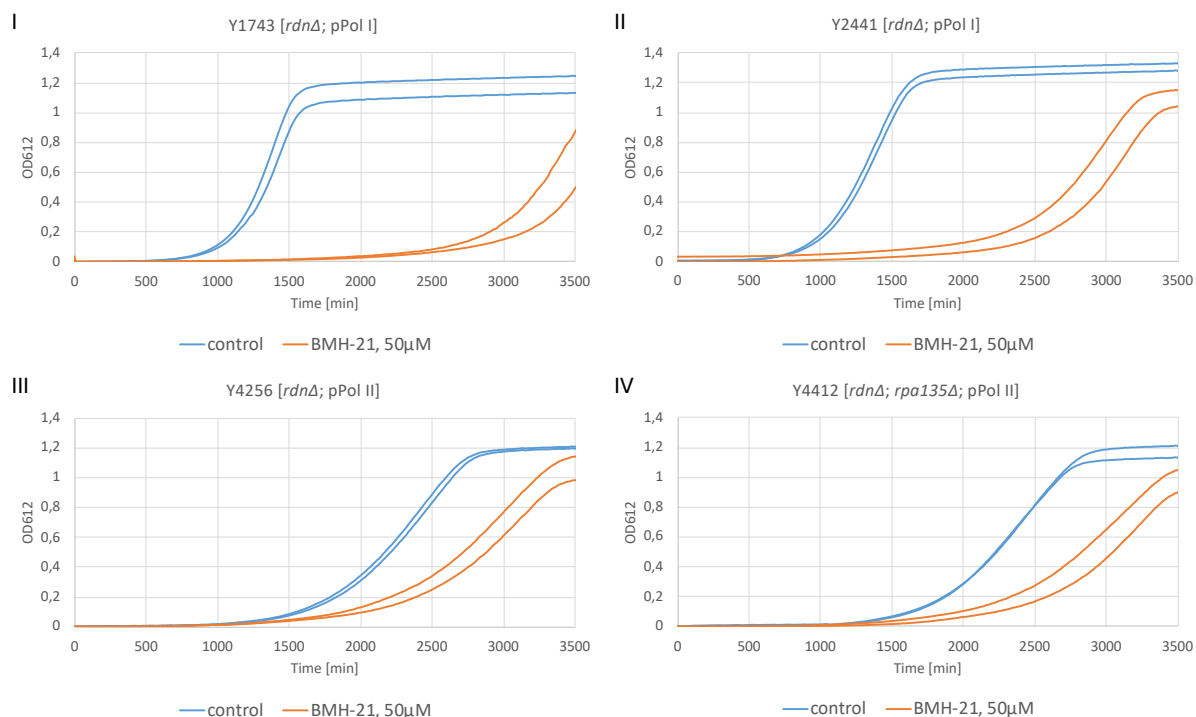 I
Y1743 [rdnΔ; pPol I]
1,4
1,2
1
0,8
0,6
0,4
0,2
0
OD612
0 500 1000 1500 2000 2500 3000 3500
Time [min]
control BMH-21, 50µM
II
Y2441 [rdnΔ; pPol I]
1,4
1,2
1
0,8
0,6
0,4
0,2
0
OD612
0 500 1000 1500 2000 2500 3000 3500
Time [min]
control BMH-21, 50µM
III
Y4256 [rdnΔ; pPol II]
1,4
1,2
1
0,8
0,6
0,4
0,2
0
OD612
0 500 1000 1500 2000 2500 3000 3500
Time [min]
control BMH-21, 50µM
IV
Y4412 [rdnΔ; rpa135Δ; pPol II]
1,4
1,2
1
0,8
0,6
0,4
0,2
0
OD612
0 500 1000 1500 2000 2500 3000 3500
Time [min]
control BMH-21, 50µM